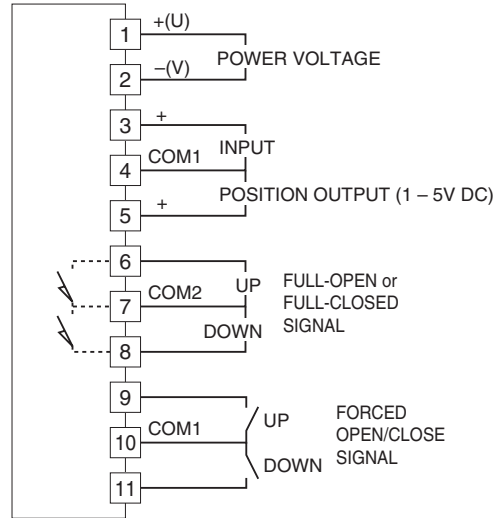 1 +(U)
POWER VOLTAGE
2 –(V)
3 +
INPUT
4 COM1
POSITION OUTPUT (1 – 5V DC)
5 +
6
UP
FULL-OPEN or
FULL-CLOSED
SIGNAL
7 COM2
DOWN
8
9
UP
FORCED
OPEN/CLOSE
SIGNAL
10 COM1
DOWN
11